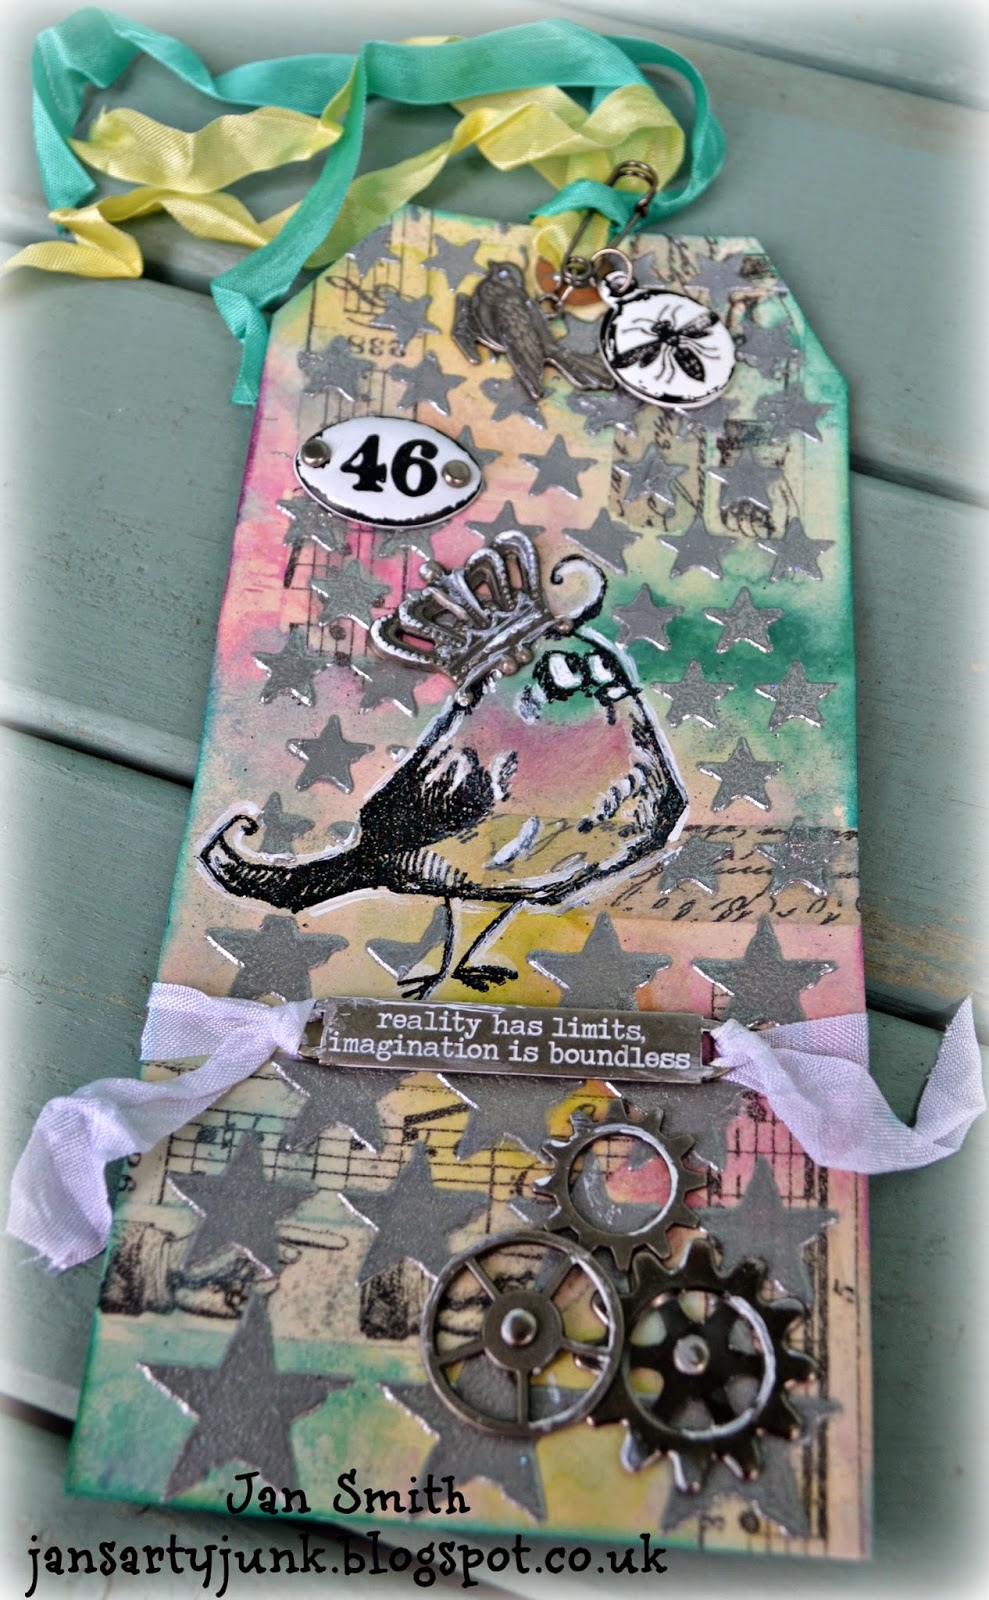 46
reality has limits,
imagination is boundless
Jan Smith
jansartyjunk.blogspot.co.uk